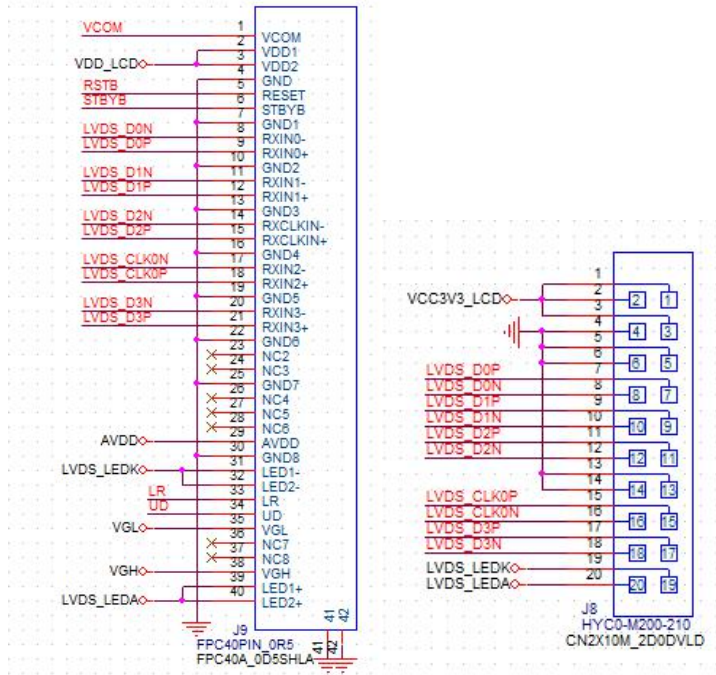 VCOM 1 VCOM
2 VDD1
VDD_LCD 3 VDD2
4 GND
RSTB 5 RESET
STBYB 6 STBYB
7 GND1
LVDS_D0N 8 RXIN0-
LVDS_D0P 9 RXIN0+
10 GND2
LVDS_D1N 11 RXIN1-
LVDS_D1P 12 RXIN1+
13 GND3
LVDS_D2N 14 RXCLKIN-
LVDS_D2P 15 RXCLKIN+
16 GND4
LVDS_CLK0N 17 RXIN2-
LVDS_CLK0P 18 RXIN2+
19 GND5
LVDS_D3N 20 RXIN3-
LVDS_D3P 21 RXIN3+
22 GND6
23 NC2
24 NC3
25 GND7
26 NC4
27 NC5
28 NC6
AVDD 29 AVDD
30 GND8
LVDS_LEDK 31 LED1-
32 LED2-
LR 33 LR
UD 34 UD
VGL 35 VGL
36 NC7
37 NC8
VGH 38 VGH
39 LED1+
LVDS_LEDA 40 LED2+
41 42
41 42
J9
FPC40PIN_0R5
FPC40A_0D5SHLA
1
VCC3V3_LCD 2
3 2 1
4
5 4 3
6
LVDS_D0P 7 6 5
LVDS_D0N 8
LVDS_D1P 9 8 7
LVDS_D1N 10
LVDS_D2P 11 10 9
LVDS_D2N 12
13 12 11
14
LVDS_CLK0P 15 14 13
LVDS_CLK0N 16
LVDS_D3P 17 16 15
LVDS_D3N 18
LVDS_LEDK 19 18 17
LVDS_LEDA 20
20 19
J8
HYC0-M200-210
CN2X10M_2D0DVLD